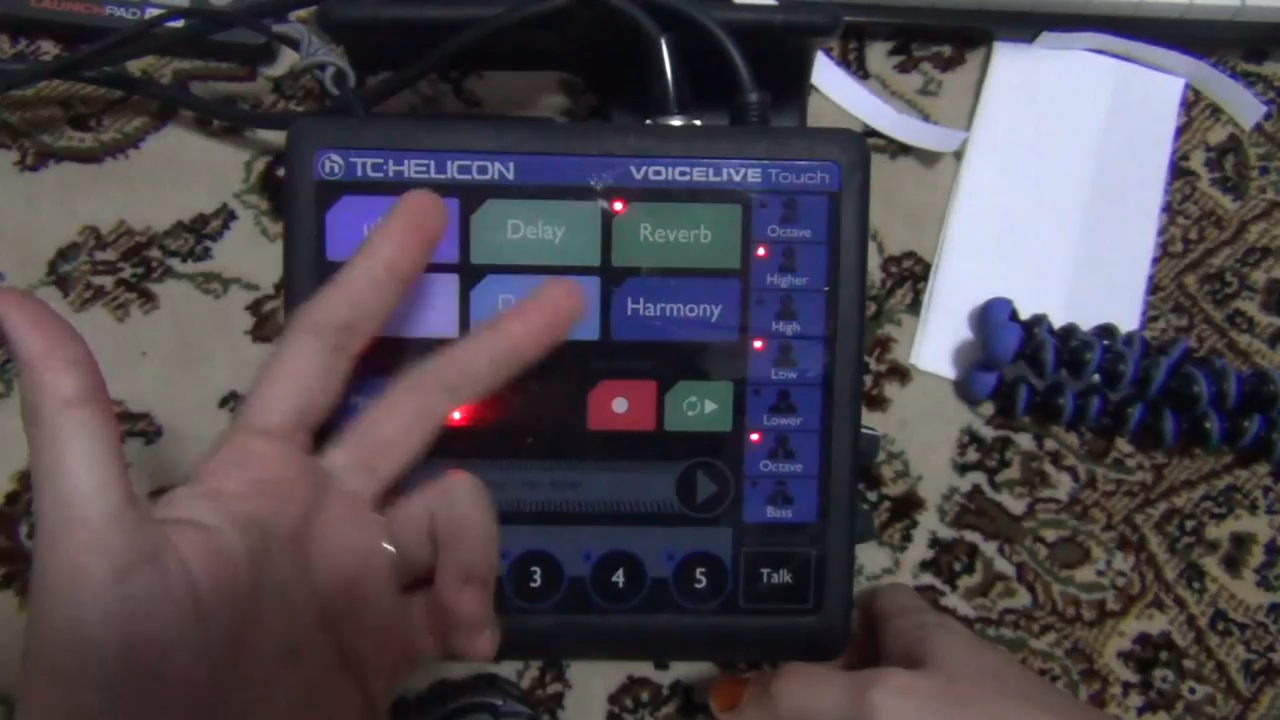 LAUNCHPAD
TC·HELICON
VOICELIVE Touch
Delay
Reverb
Harmony
Octave
Higher
High
Low
Lower
Octave
Bass
3
4
5
Talk